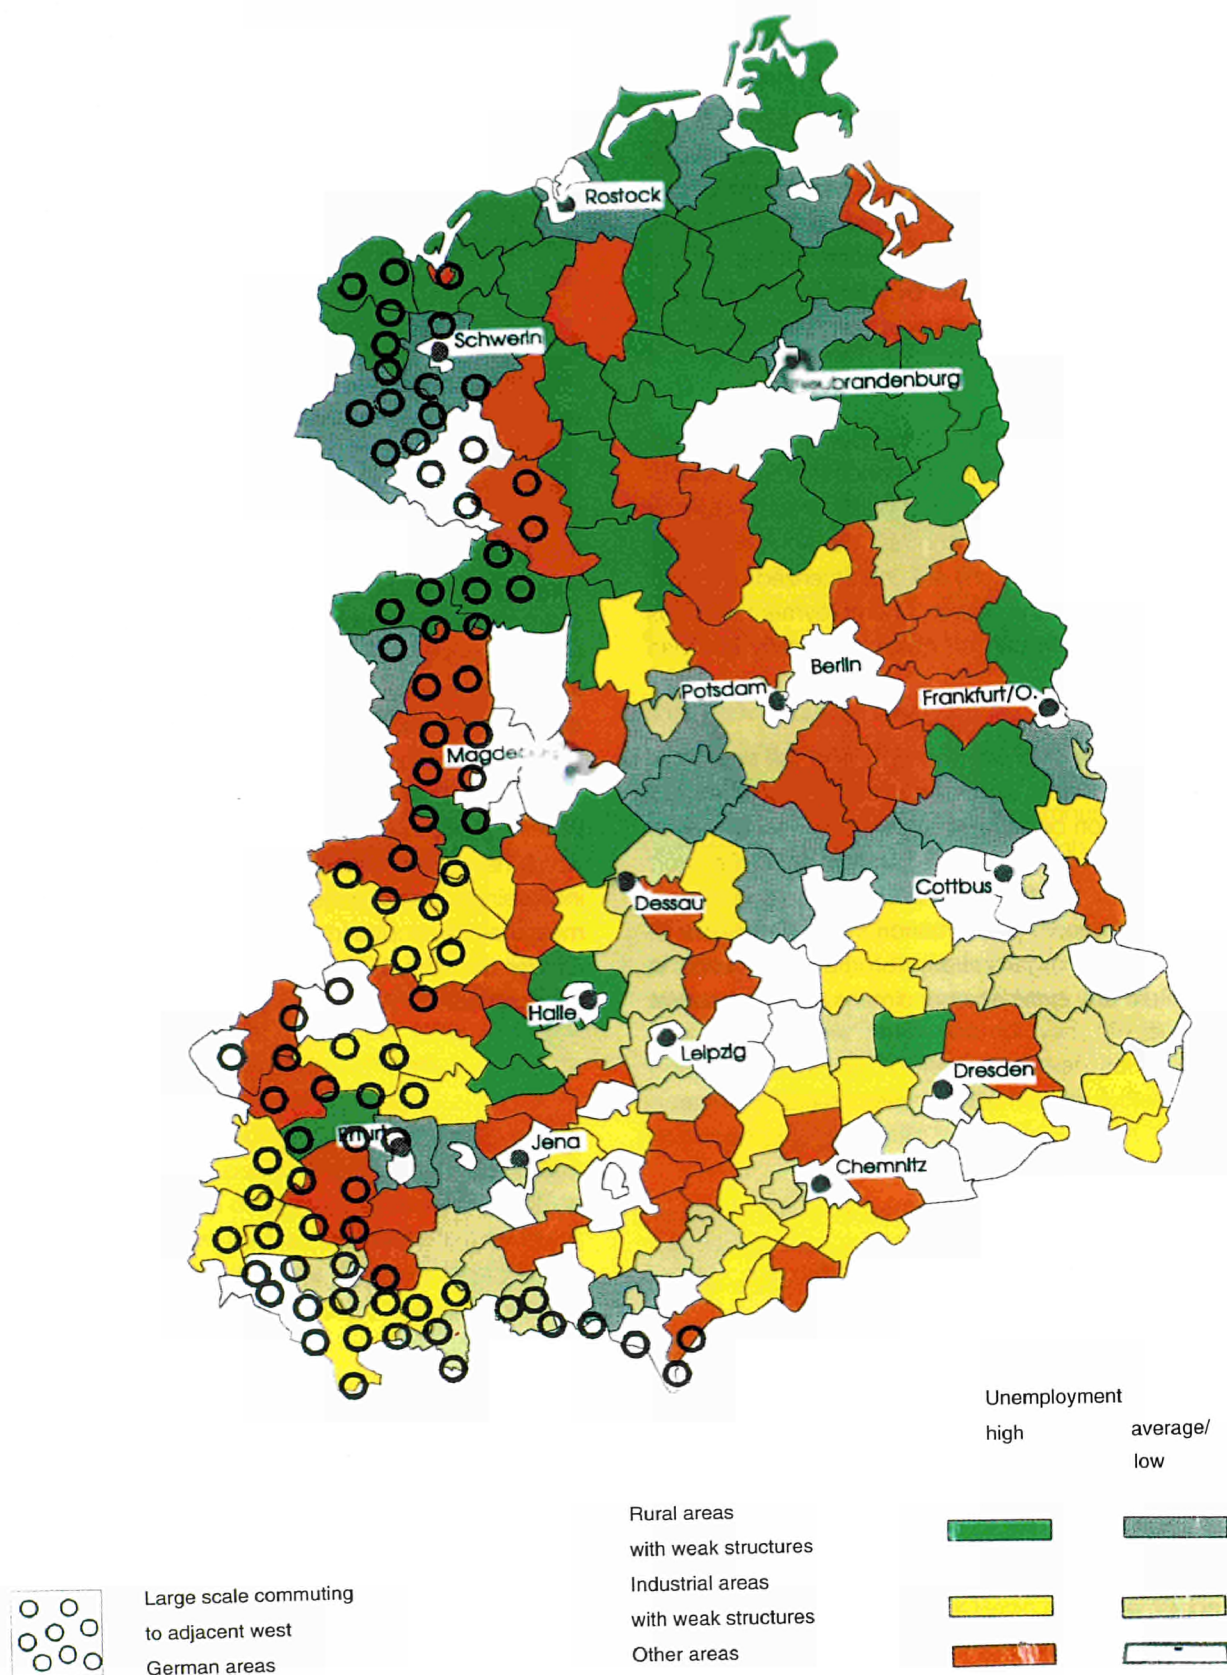 Rostock
Schwerin
Berlin
Potsdam
Frankfurt/O.
Cottbus
Dessau
Halle
Leipzig
Dresden
Jena
Chemnitz
Unemployment
high
average/
low
Rural areas
with weak structures
Industrial areas
with weak structures
Other areas
Large scale commuting
to adjacent west
German areas